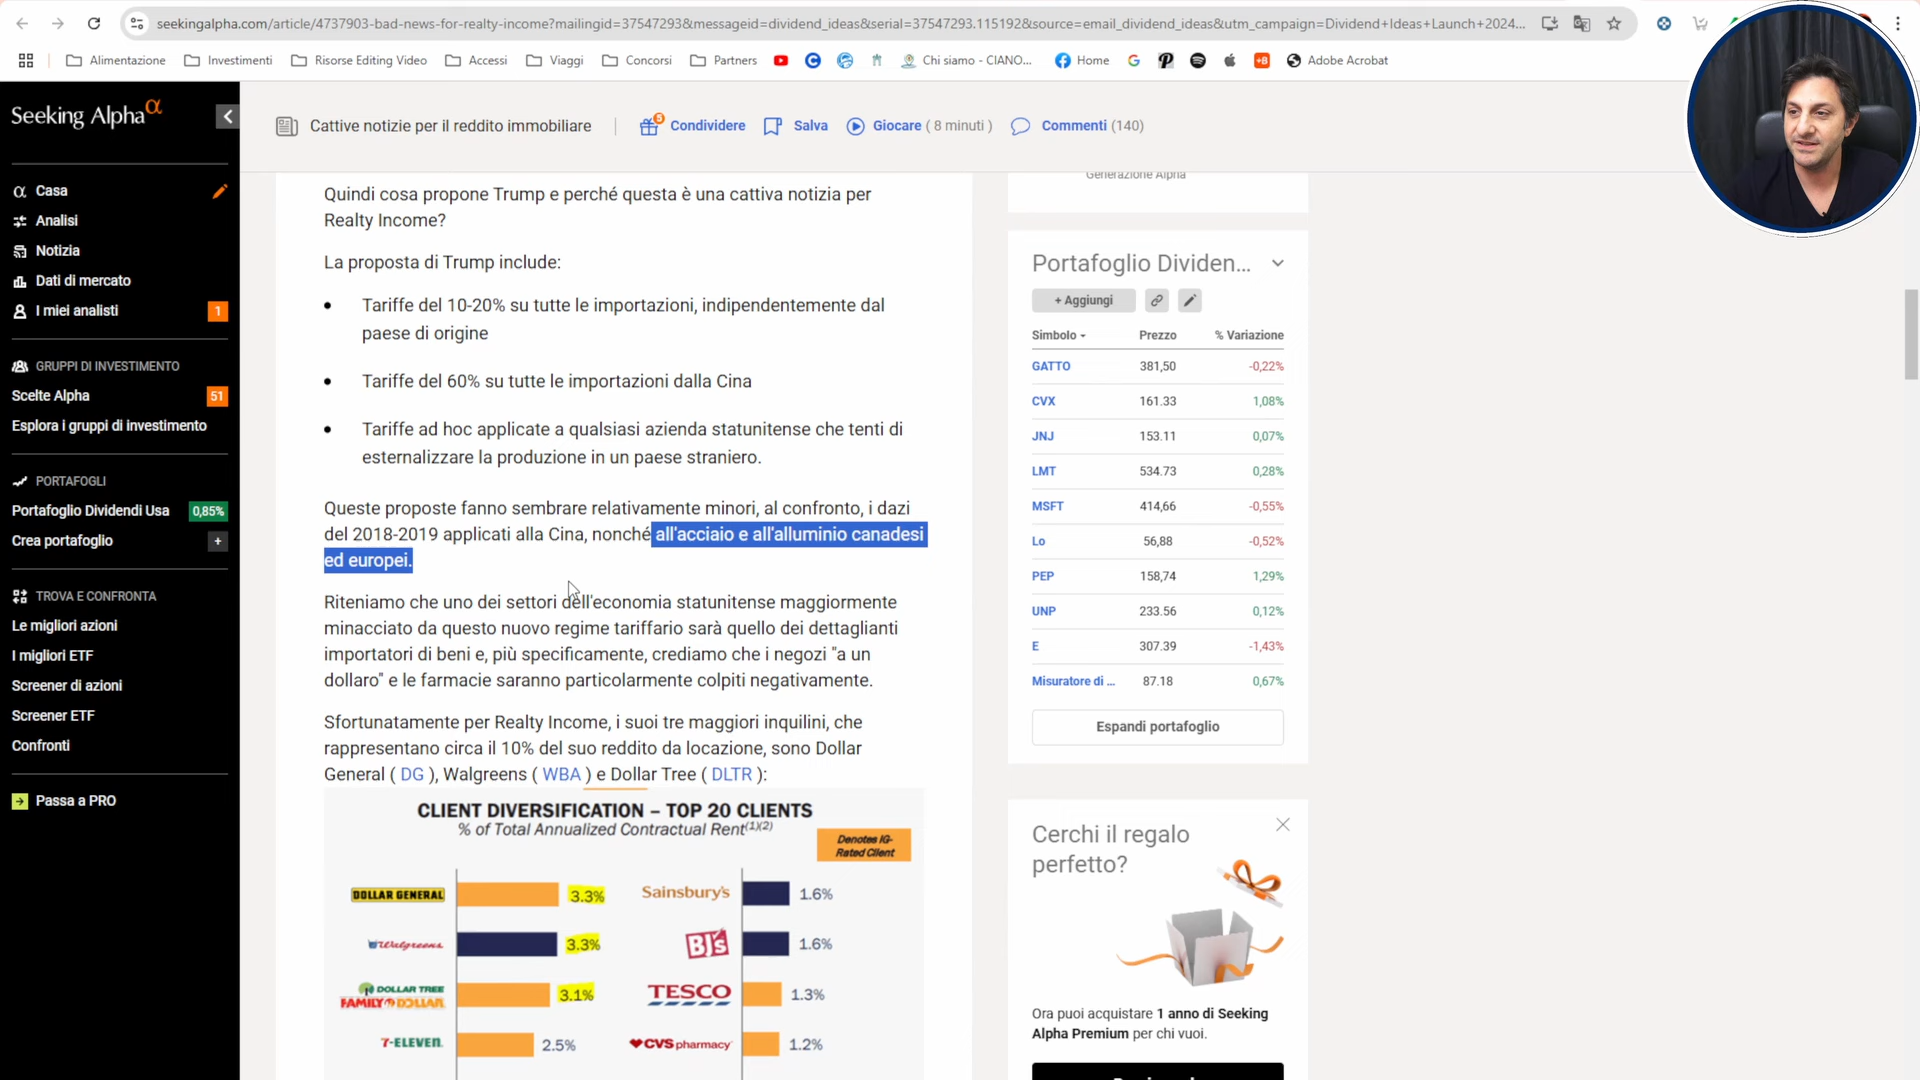 seekingalpha.com/article/4737903-bad-news-for-realty-income?mailingid=37547293&messageid=dividend_ideas&serial=37547293.115192&source=email_dividend_ideas&utm_campaign=Dividend+Ideas+Launch+2024...
Alimentazione
Investimenti
Risorse Editing Video
Accessi
Viaggi
Concorsi
Partners
Chi siamo - CIANO...
Home
Adobe Acrobat
Seeking Alpha α
Casa
Analisi
Notizia
Dati di mercato
I miei analisti 1
GRUPPI DI INVESTIMENTO
Scelte Alpha 51
Esplora i gruppi di investimento
PORTAFOGLI
Portafoglio Dividendi Usa 0,85%
Crea portafoglio +
TROVA E CONFRONTA
Le migliori azioni
I migliori ETF
Screener di azioni
Screener ETF
Confronti
Passa a PRO
Cattive notizie per il reddito immobiliare
5
Condividere
Salva
Giocare ( 8 minuti )
Commenti (140)
Quindi cosa propone Trump e perché questa è una cattiva notizia per
Realty Income?
La proposta di Trump include:
• Tariffe del 10-20% su tutte le importazioni, indipendentemente dal
paese di origine
• Tariffe del 60% su tutte le importazioni dalla Cina
• Tariffe ad hoc applicate a qualsiasi azienda statunitense che tenti di
esternalizzare la produzione in un paese straniero.
Queste proposte fanno sembrare relativamente minori, al confronto, i dazi
del 2018-2019 applicati alla Cina, nonché all'acciaio e all'alluminio canadesi
ed europei.
Riteniamo che uno dei settori dell'economia statunitense maggiormente
minacciato da questo nuovo regime tariffario sarà quello dei dettaglianti
importatori di beni e, più specificamente, crediamo che i negozi "a un
dollaro" e le farmacie saranno particolarmente colpiti negativamente.
Sfortunatamente per Realty Income, i suoi tre maggiori inquilini, che
rappresentano circa il 10% del suo reddito da locazione, sono Dollar
General ( DG ), Walgreens ( WBA ) e Dollar Tree ( DLTR ):
CLIENT DIVERSIFICATION – TOP 20 CLIENTS
% of Total Annualized Contractual Rent(1)(2)
Denotes IG-
Rated Client
DOLLAR GENERAL 3.3%
Walgreens 3.3%
DOLLAR TREE
FAMILY DOLLAR 3.1%
7-ELEVEN. 2.5%
Sainsbury's 1.6%
BJ's 1.6%
TESCO 1.3%
CVS pharmacy 1.2%
Generazione Alpha
Portafoglio Dividen...
+ Aggiungi
Simbolo Prezzo % Variazione
GATTO 381,50 -0,22%
CVX 161.33 1,08%
JNJ 153.11 0,07%
LMT 534.73 0,28%
MSFT 414,66 -0,55%
Lo 56,88 -0,52%
PEP 158,74 1,29%
UNP 233.56 0,12%
E 307.39 -1,43%
Misuratore di ... 87.18 0,67%
Espandi portafoglio
Cerchi il regalo
perfetto?
Ora puoi acquistare 1 anno di Seeking
Alpha Premium per chi vuoi.